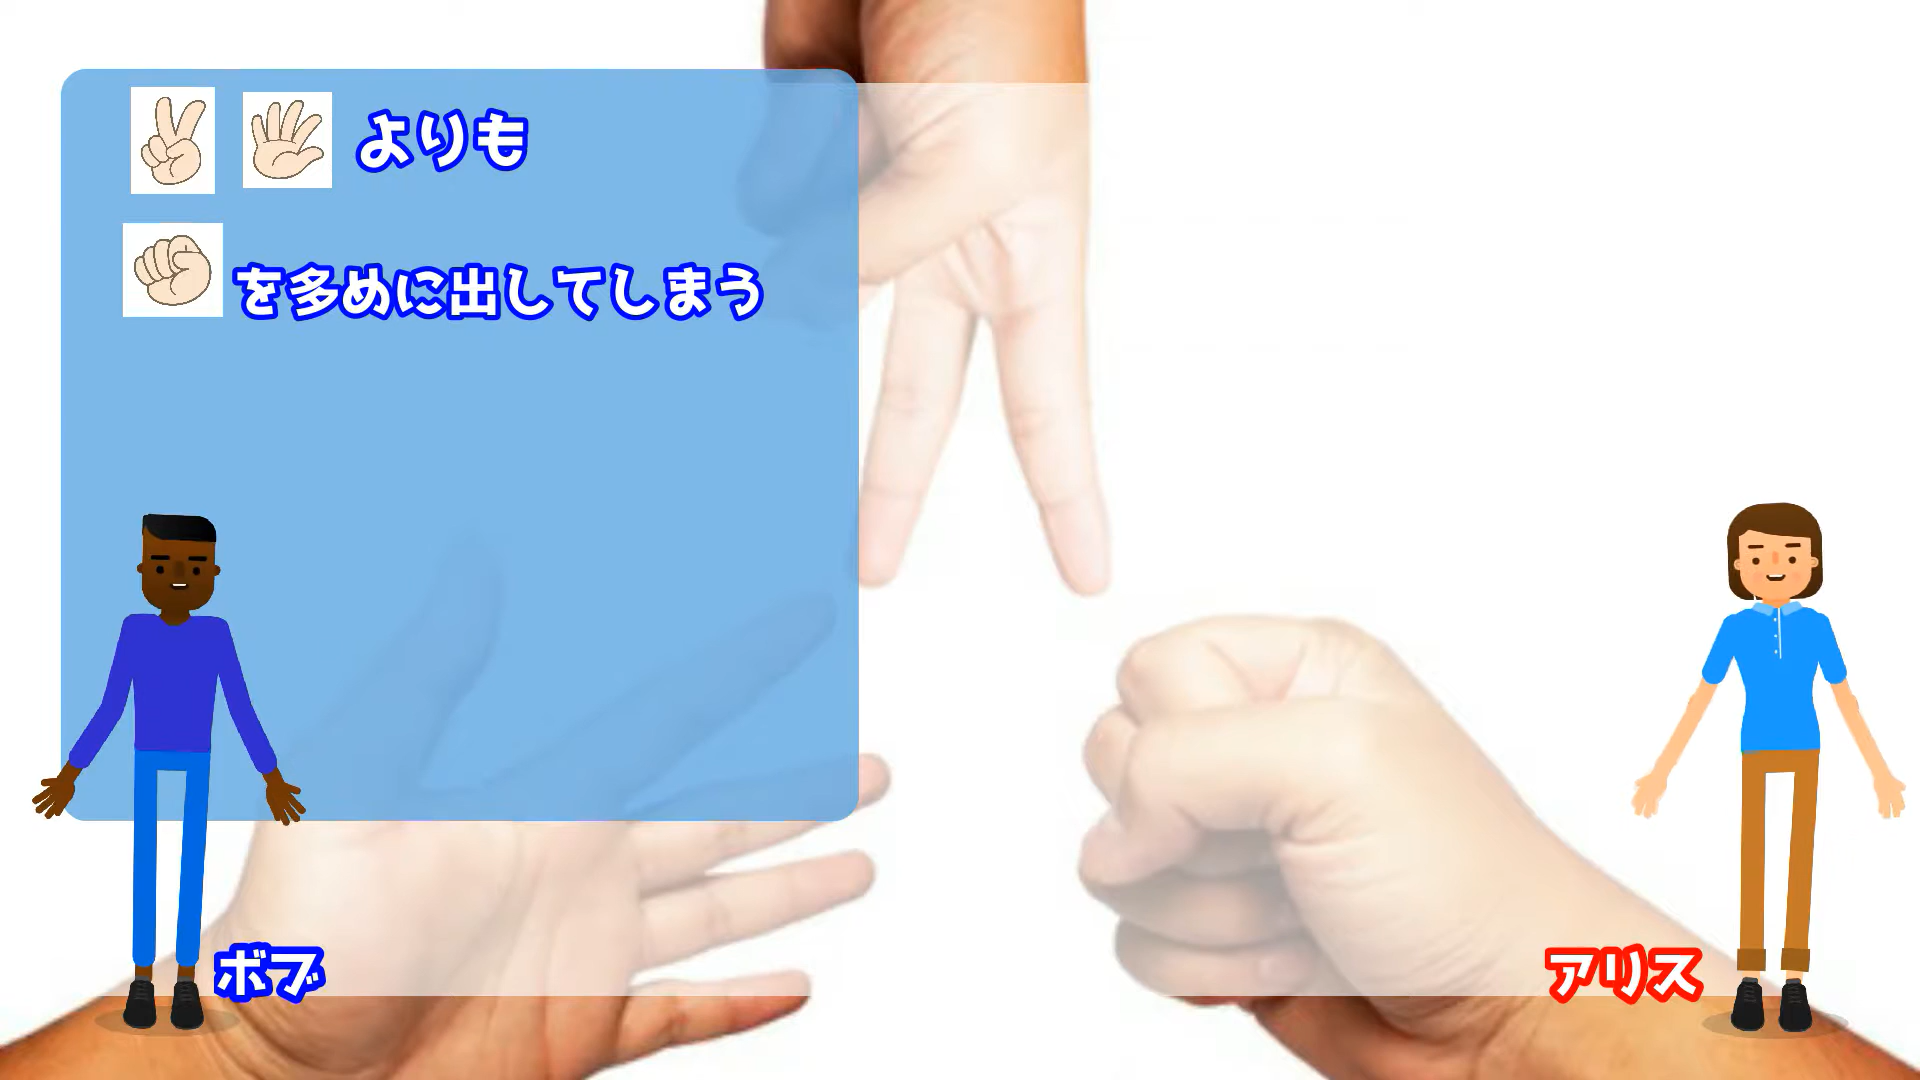 よりも
を多めに出してしまう
ボブ
アリス